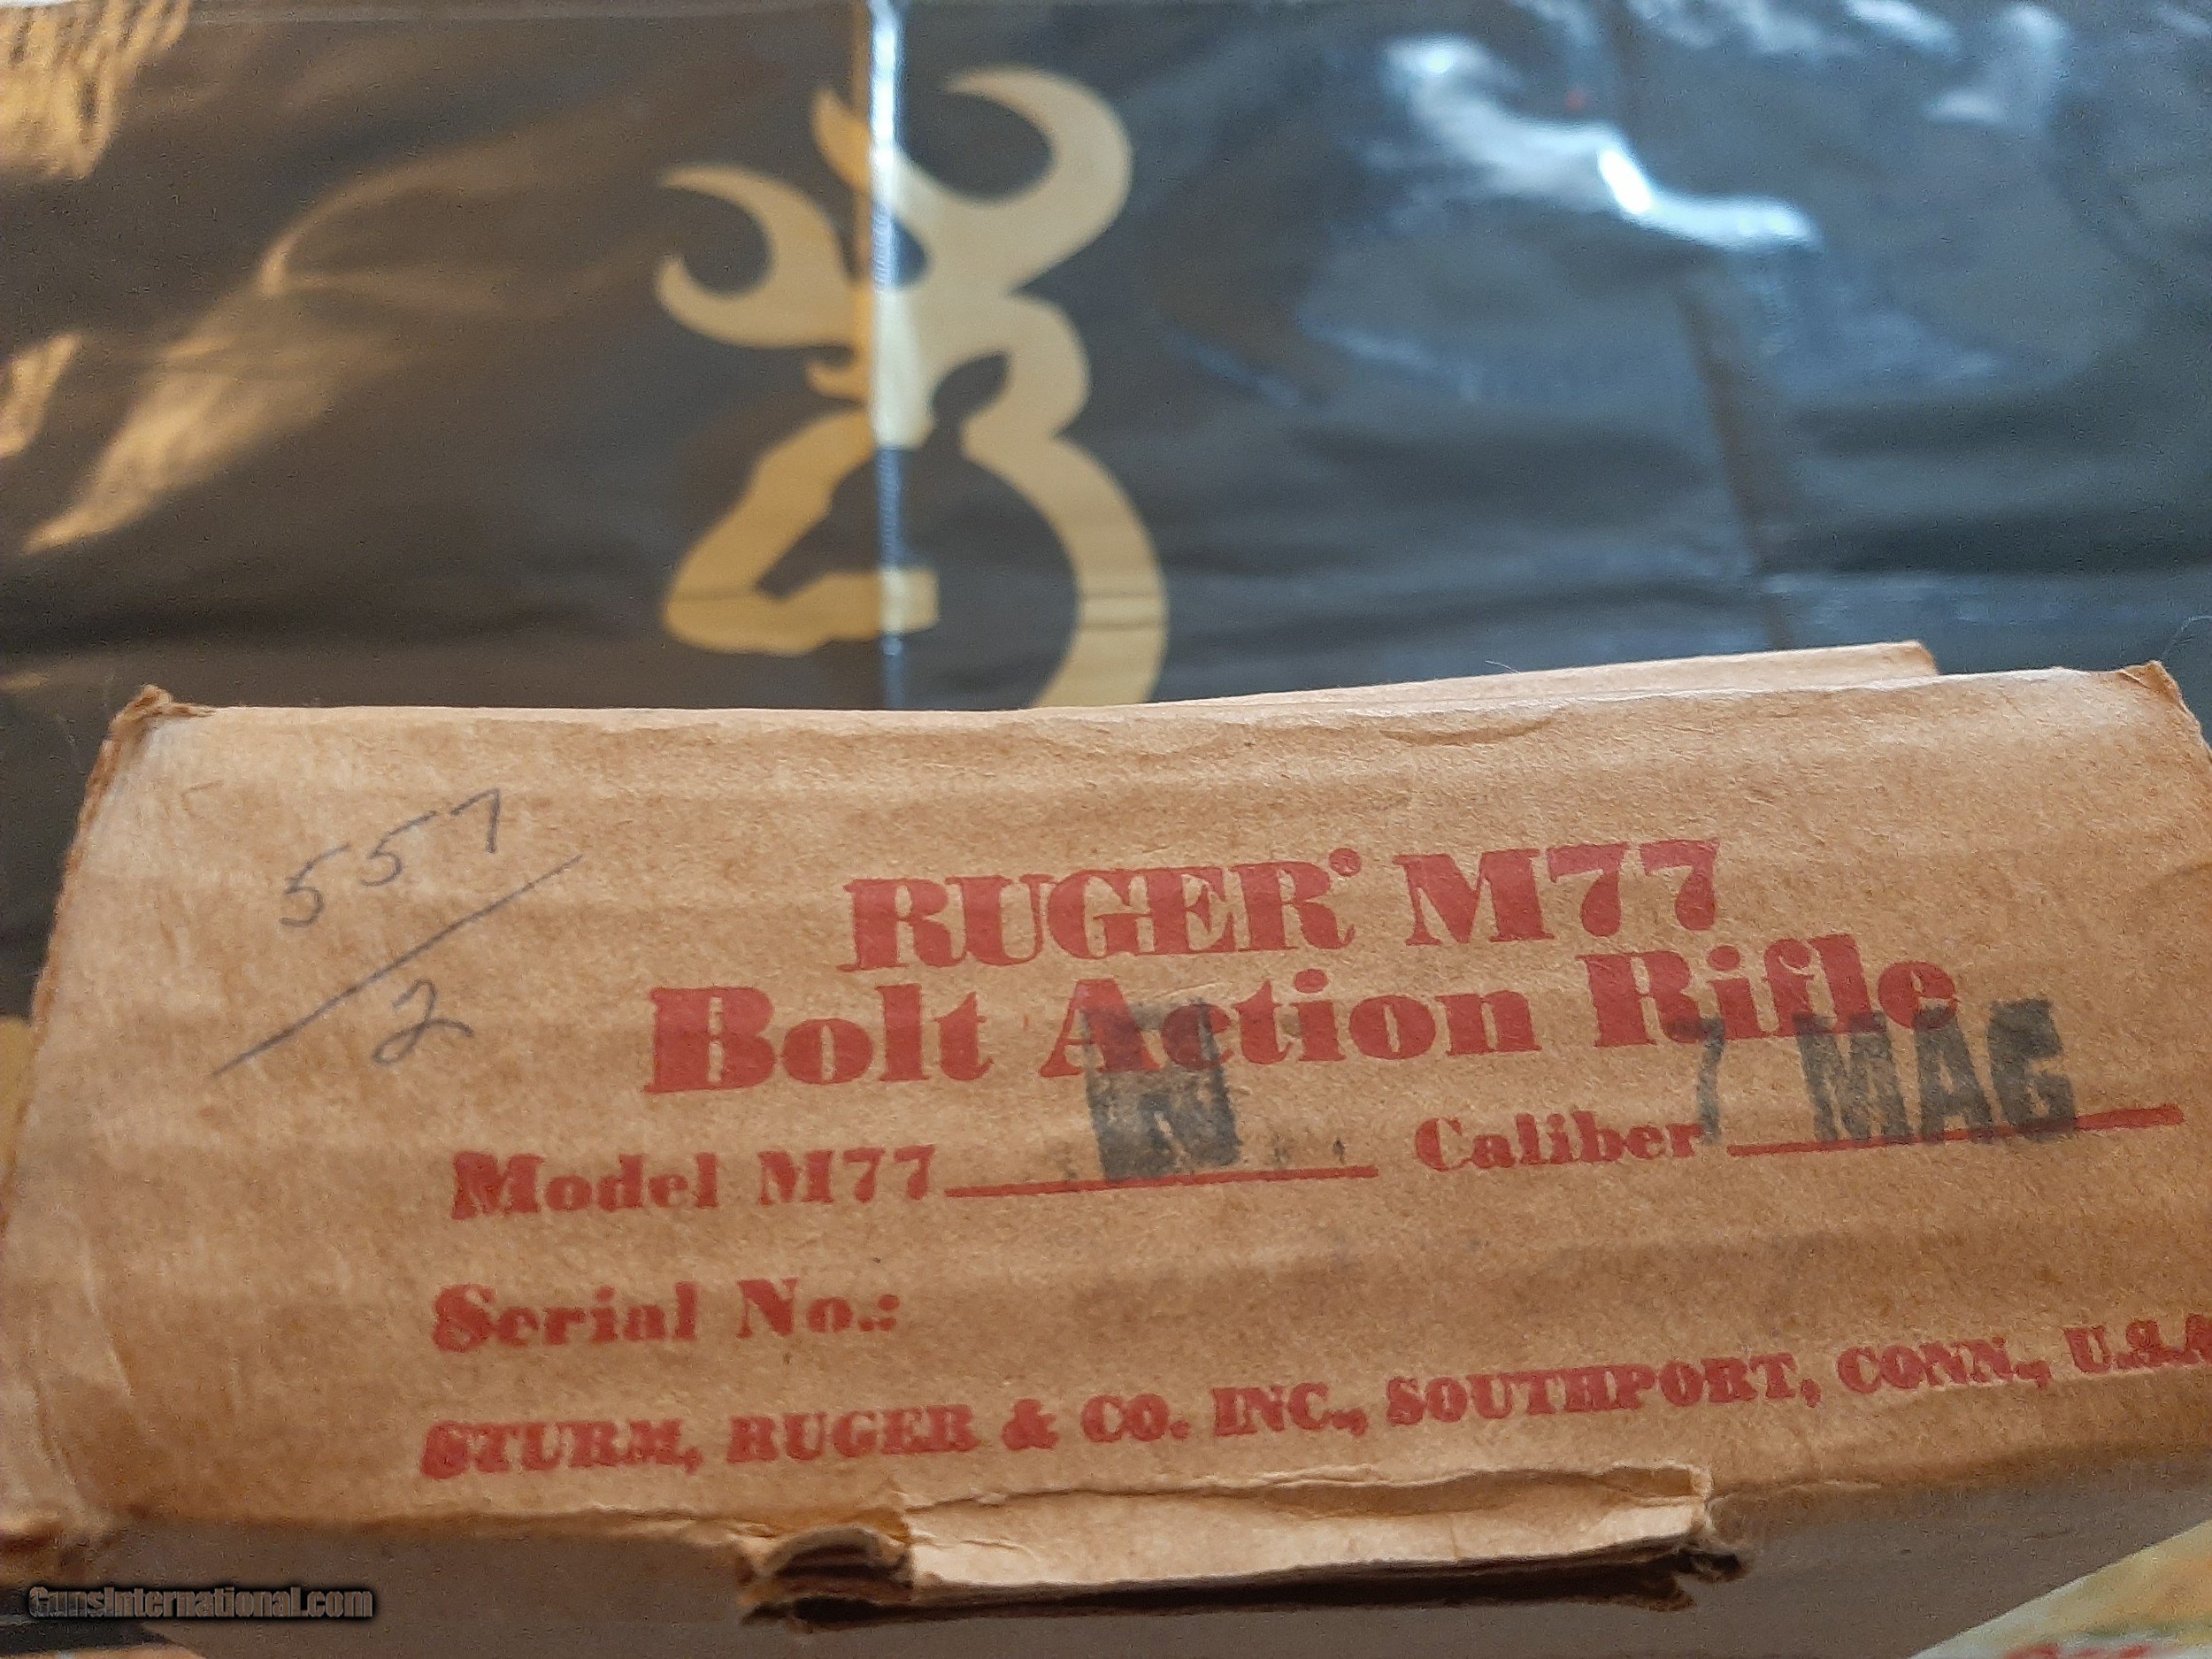 557
2
RUGER® M77
Bolt Action Rifle
Model M77 Caliber 7 MAG
Serial No.:
STURM, RUGER & CO. INC., SOUTHPORT, CONN., U.S.A
GunsInternational.com